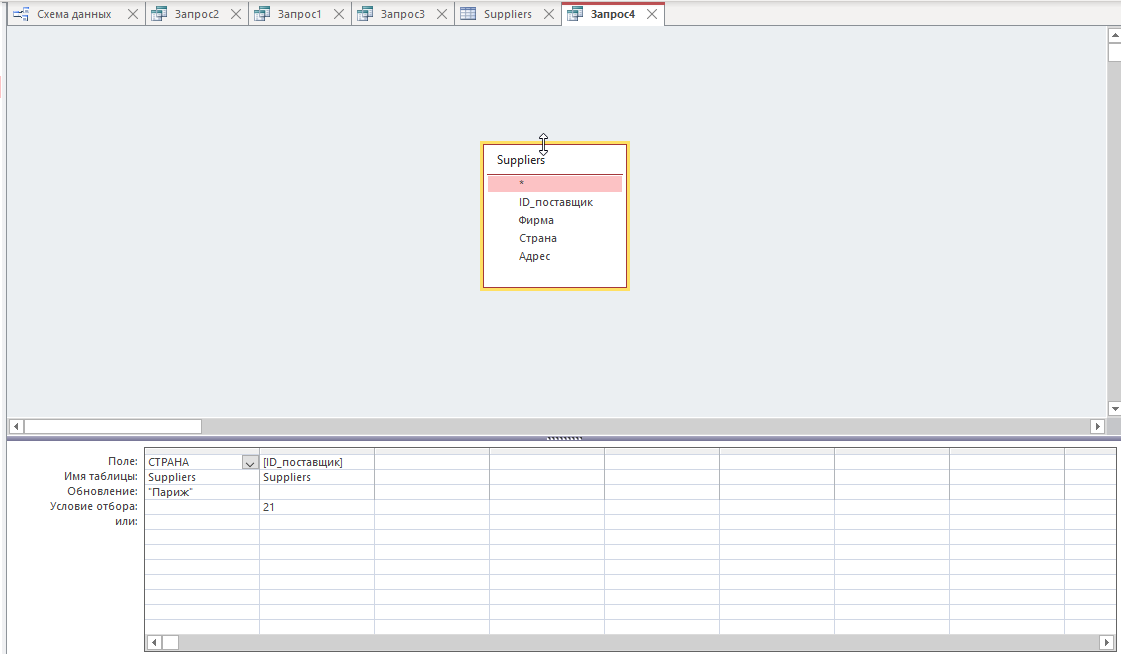 Схема данных Запрос2 Запрос1 Запрос3 Suppliers Запрос4
Suppliers
*
ID_поставщик
Фирма
Страна
Адрес
Поле: СТРАНА [ID_поставщик]
Имя таблицы: Suppliers Suppliers
Обновление: "Париж"
Условие отбора: 21
или: